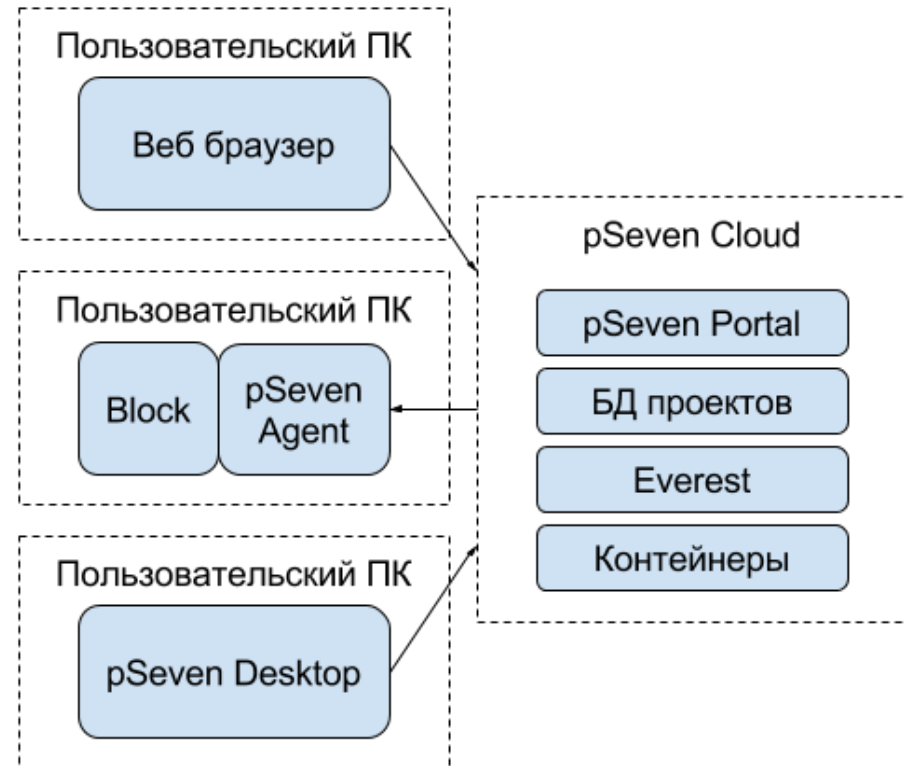 Пользовательский ПК
Веб браузер
Пользовательский ПК
Block
pSeven
Agent
Пользовательский ПК
pSeven Desktop
pSeven Cloud
pSeven Portal
БД проектов
Everest
Контейнеры